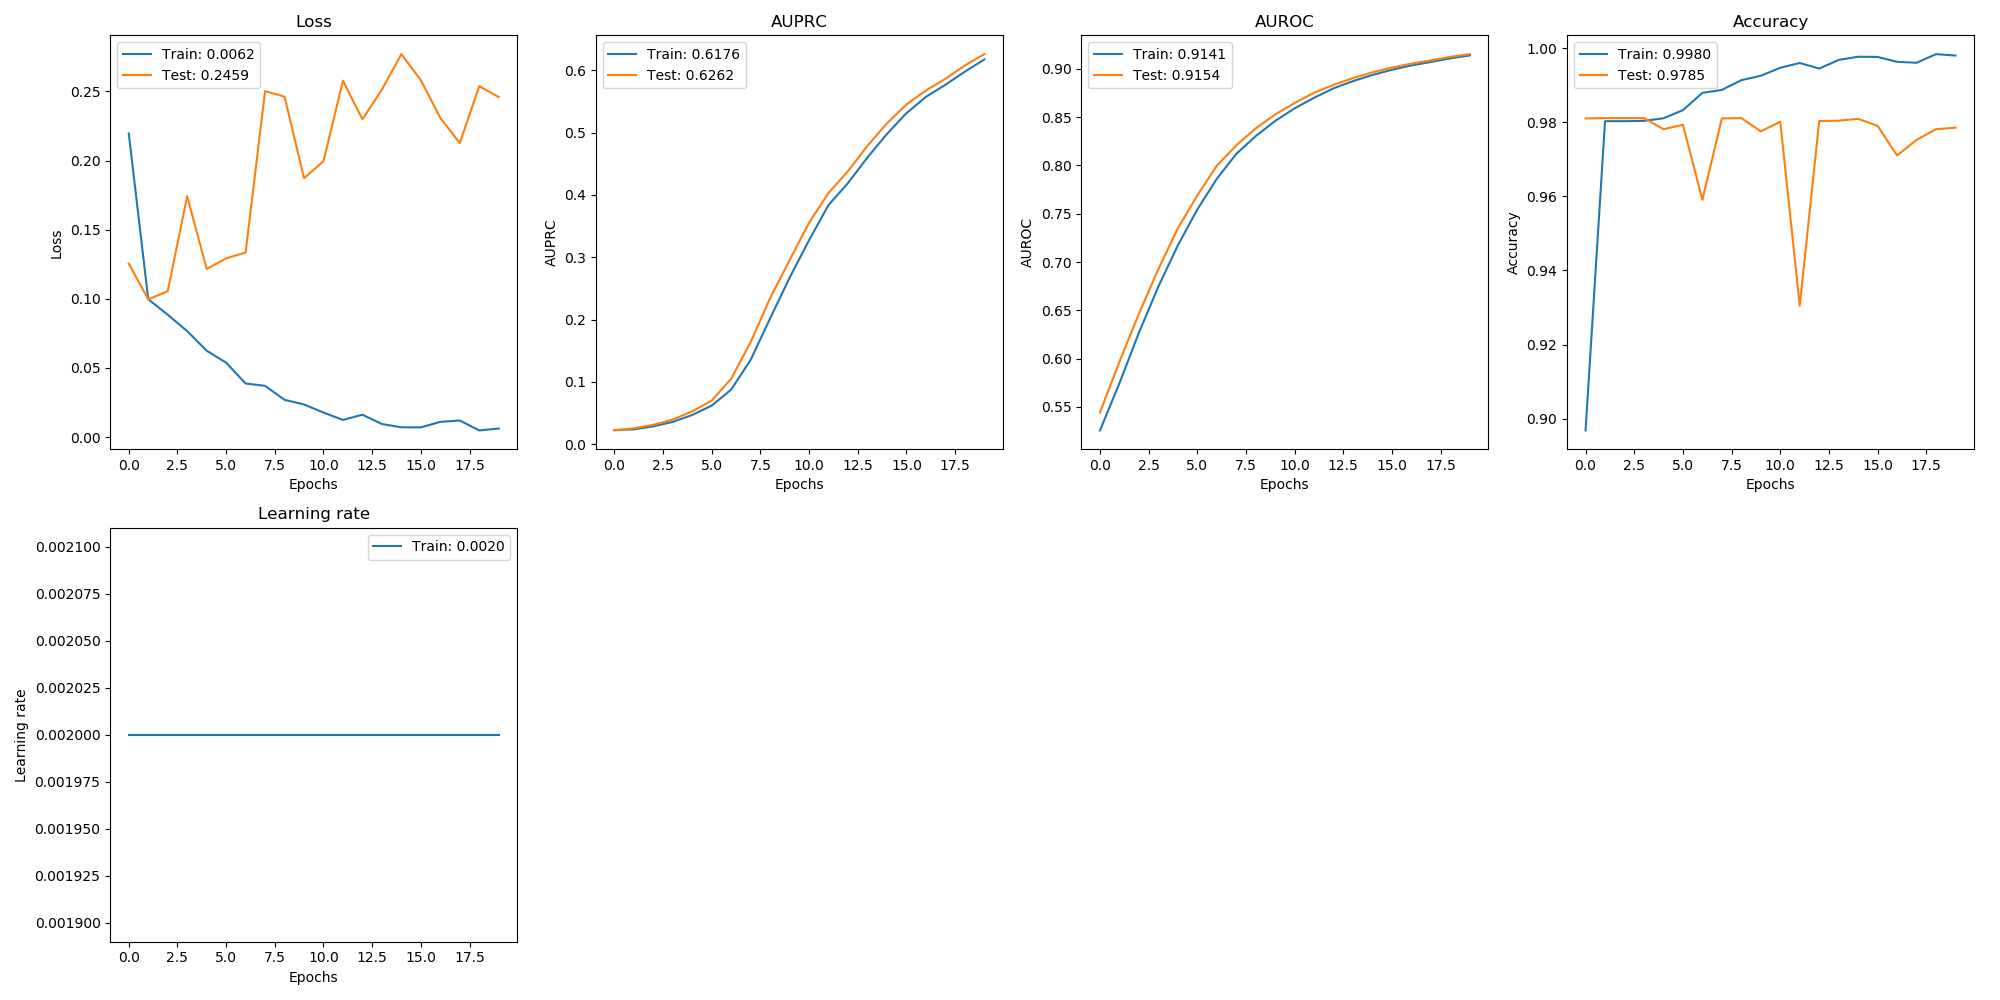 Loss
Train: 0.0062
Test: 0.2459
0.25
0.20
0.15
0.10
0.05
0.00
Loss
0.0 2.5 5.0 7.5 10.0 12.5 15.0 17.5
Epochs
AUPRC
Train: 0.6176
Test: 0.6262
0.6
0.5
0.4
0.3
0.2
0.1
0.0
AUPRC
0.0 2.5 5.0 7.5 10.0 12.5 15.0 17.5
Epochs
AUROC
Train: 0.9141
Test: 0.9154
0.90
0.85
0.80
0.75
0.70
0.65
0.60
0.55
AUROC
0.0 2.5 5.0 7.5 10.0 12.5 15.0 17.5
Epochs
Accuracy
Train: 0.9980
Test: 0.9785
1.00
0.98
0.96
0.94
0.92
0.90
Accuracy
0.0 2.5 5.0 7.5 10.0 12.5 15.0 17.5
Epochs
Learning rate
Train: 0.0020
0.002100
0.002075
0.002050
0.002025
0.002000
0.001975
0.001950
0.001925
0.001900
Learning rate
0.0 2.5 5.0 7.5 10.0 12.5 15.0 17.5
Epochs